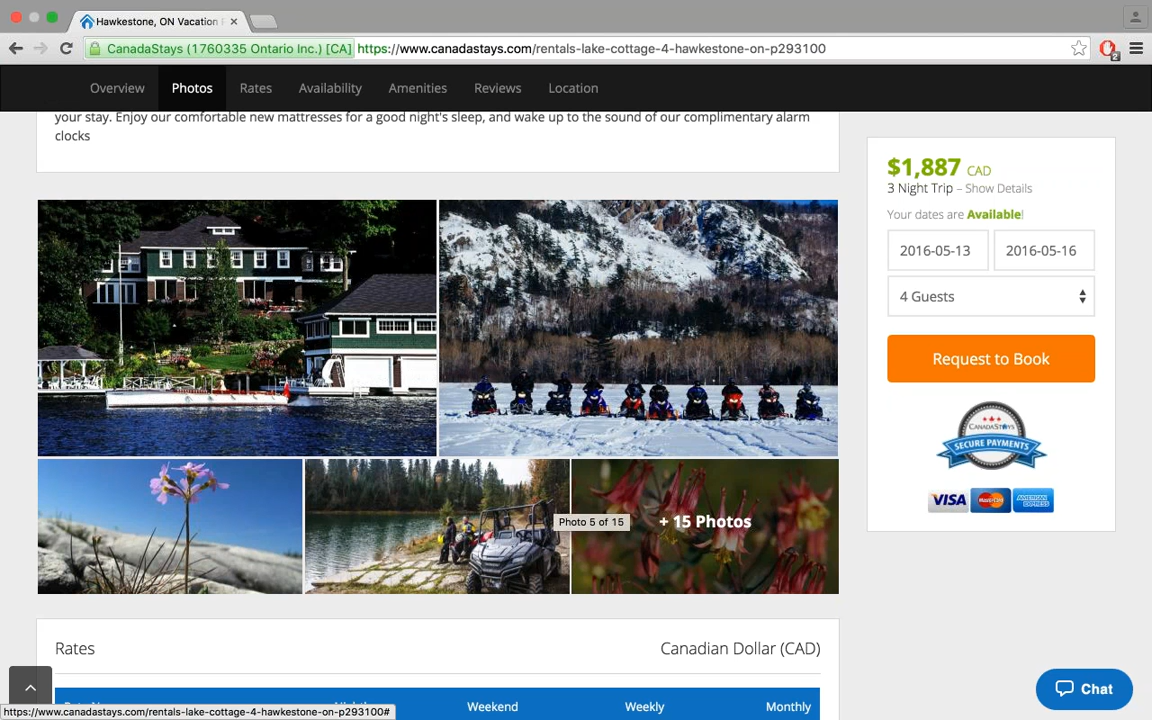 Hawkestone, ON Vacation
CanadaStays (1760335 Ontario Inc.) [CA] https://www.canadastays.com/rentals-lake-cottage-4-hawkestone-on-p293100
2
Overview Photos Rates Availability Amenities Reviews Location
your stay. Enjoy our comfortable new mattresses for a good night's sleep, and wake up to the sound of our complimentary alarm
clocks
$1,887 CAD
3 Night Trip – Show Details
Your dates are Available!
2016-05-13 2016-05-16
4 Guests
Request to Book
CANADASTAYS
SECURE PAYMENTS
VISA MasterCard AMERICAN EXPRESS
Photo 5 of 15
+ 15 Photos
Rates Canadian Dollar (CAD)
Weekend Weekly Monthly
Chat
https://www.canadastays.com/rentals-lake-cottage-4-hawkestone-on-p293100#